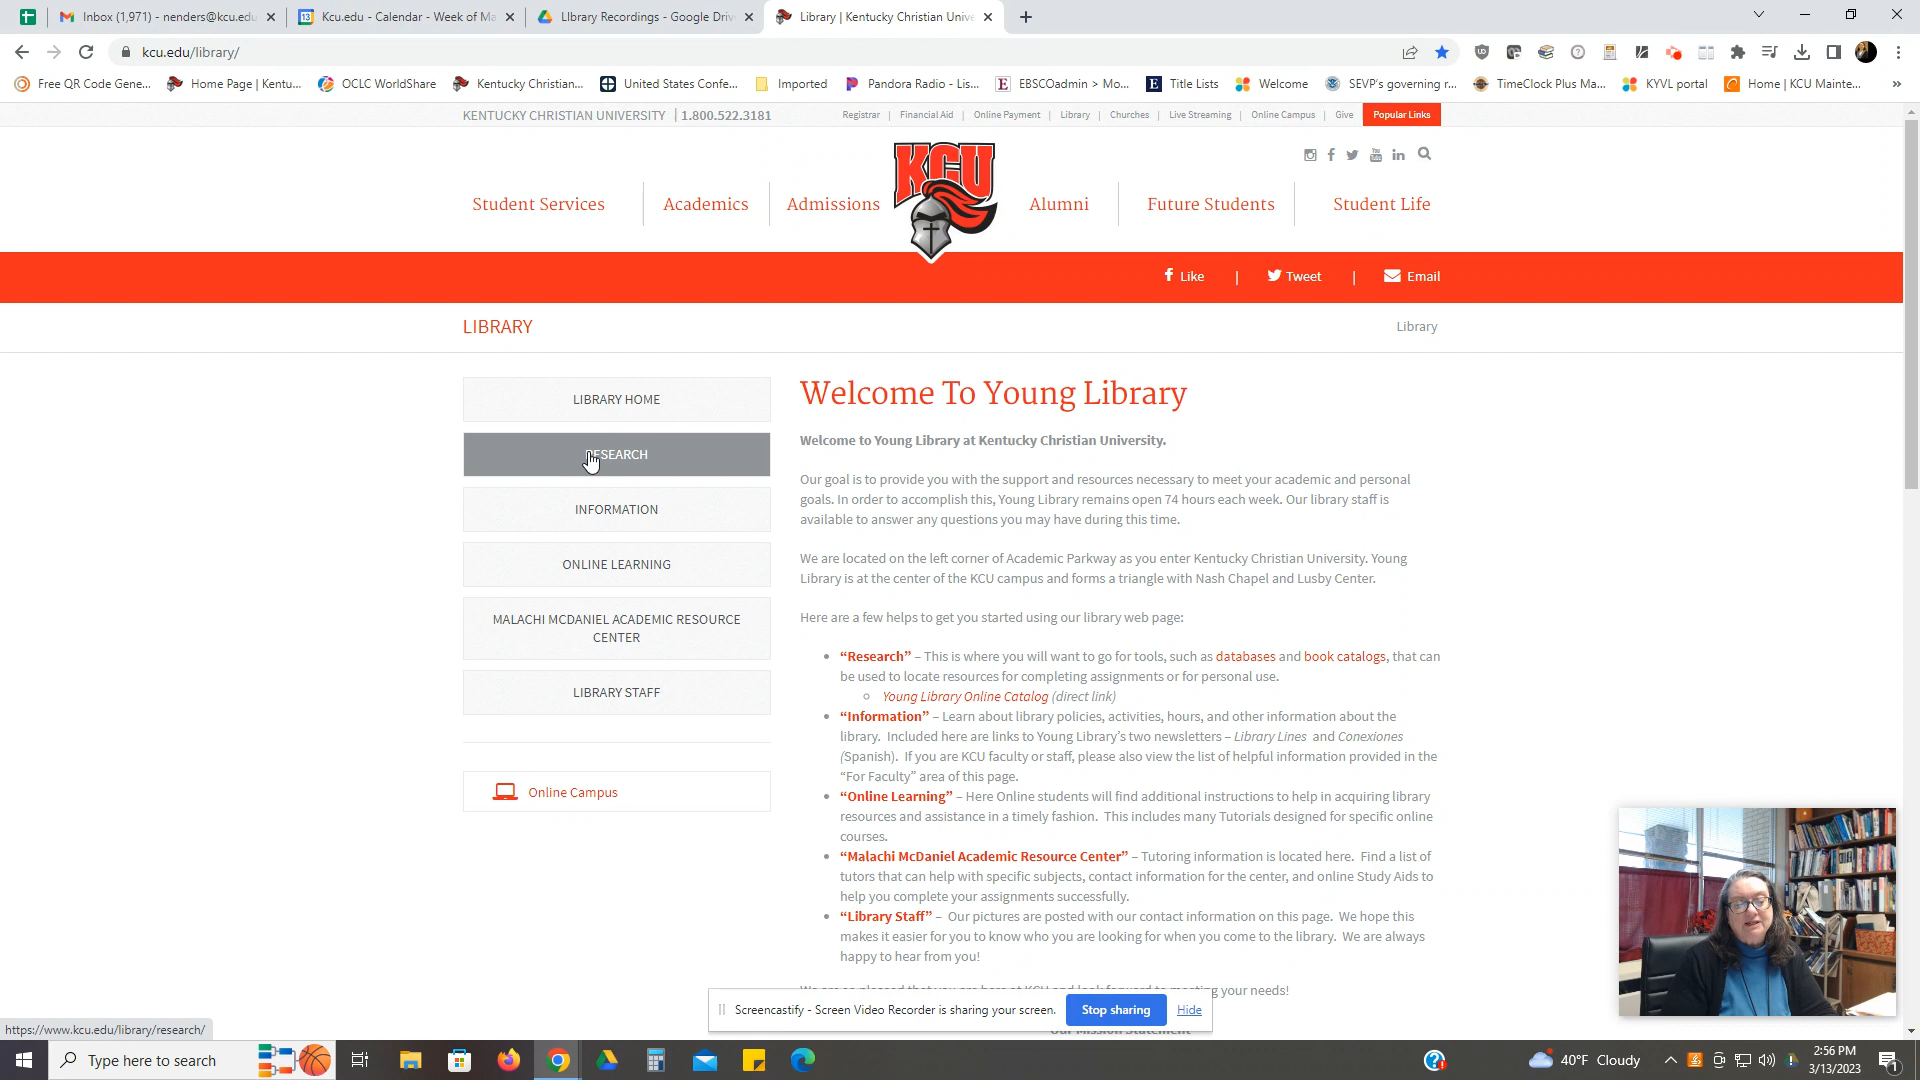 Inbox (1,971) - nenders@kcu.edu
Kcu.edu - Calendar - Week of Ma
LIbrary Recordings - Google Driv
Library | Kentucky Christian Unive
kcu.edu/library/
Free QR Code Gene...
Home Page | Kentu...
OCLC WorldShare
Kentucky Christian...
United States Confe...
Imported
Pandora Radio - Lis...
EBSCOadmin > Mo...
Title Lists
Welcome
SEVP's governing r...
TimeClock Plus Ma...
KYVL portal
Home | KCU Mainte...
KENTUCKY CHRISTIAN UNIVERSITY | 1.800.522.3181
Registrar | Financial Aid | Online Payment | Library | Churches | Live Streaming | Online Campus | Give
Popular Links
KCU
Student Services
Academics
Admissions
Alumni
Future Students
Student Life
Like | Tweet | Email
LIBRARY
Library
LIBRARY HOME
RESEARCH
INFORMATION
ONLINE LEARNING
MALACHI MCDANIEL ACADEMIC RESOURCE
CENTER
LIBRARY STAFF
Online Campus
Welcome To Young Library
Welcome to Young Library at Kentucky Christian University.
Our goal is to provide you with the support and resources necessary to meet your academic and personal
goals. In order to accomplish this, Young Library remains open 74 hours each week. Our library staff is
available to answer any questions you may have during this time.
We are located on the left corner of Academic Parkway as you enter Kentucky Christian University. Young
Library is at the center of the KCU campus and forms a triangle with Nash Chapel and Lusby Center.
Here are a few helps to get you started using our library web page:
• “Research” – This is where you will want to go for tools, such as databases and book catalogs, that can
be used to locate resources for completing assignments or for personal use.
Young Library Online Catalog (direct link)
• “Information” – Learn about library policies, activities, hours, and other information about the
library. Included here are links to Young Library’s two newsletters – Library Lines and Conexiones
(Spanish). If you are KCU faculty or staff, please also view the list of helpful information provided in the
“For Faculty” area of this page.
• “Online Learning” – Here Online students will find additional instructions to help in acquiring library
resources and assistance in a timely fashion. This includes many Tutorials designed for specific online
courses.
• “Malachi McDaniel Academic Resource Center” – Tutoring information is located here. Find a list of
tutors that can help with specific subjects, contact information for the center, and online Study Aids to
help you complete your assignments successfully.
• “Library Staff” – Our pictures are posted with our contact information on this page. We hope this
makes it easier for you to know who you are looking for when you come to the library. We are always
happy to hear from you!
your needs!
Screencastify - Screen Video Recorder is sharing your screen.
Stop sharing
Hide
https://www.kcu.edu/library/research/
Type here to search
40°F Cloudy
2:56 PM
3/13/2023